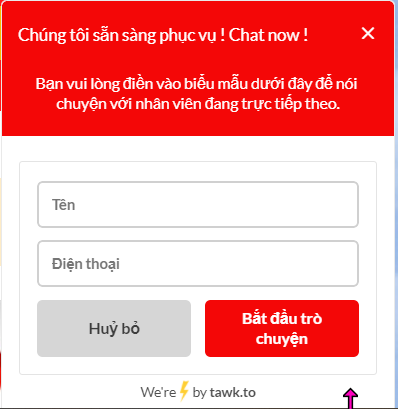 Chúng tôi sẵn sàng phục vụ ! Chat now !
Bạn vui lòng điền vào biểu mẫu dưới đây để nói
chuyện với nhân viên đang trực tiếp theo.
Tên
Điện thoại
Huỷ bỏ
Bắt đầu trò
chuyện
We're ⚡ by tawk.to